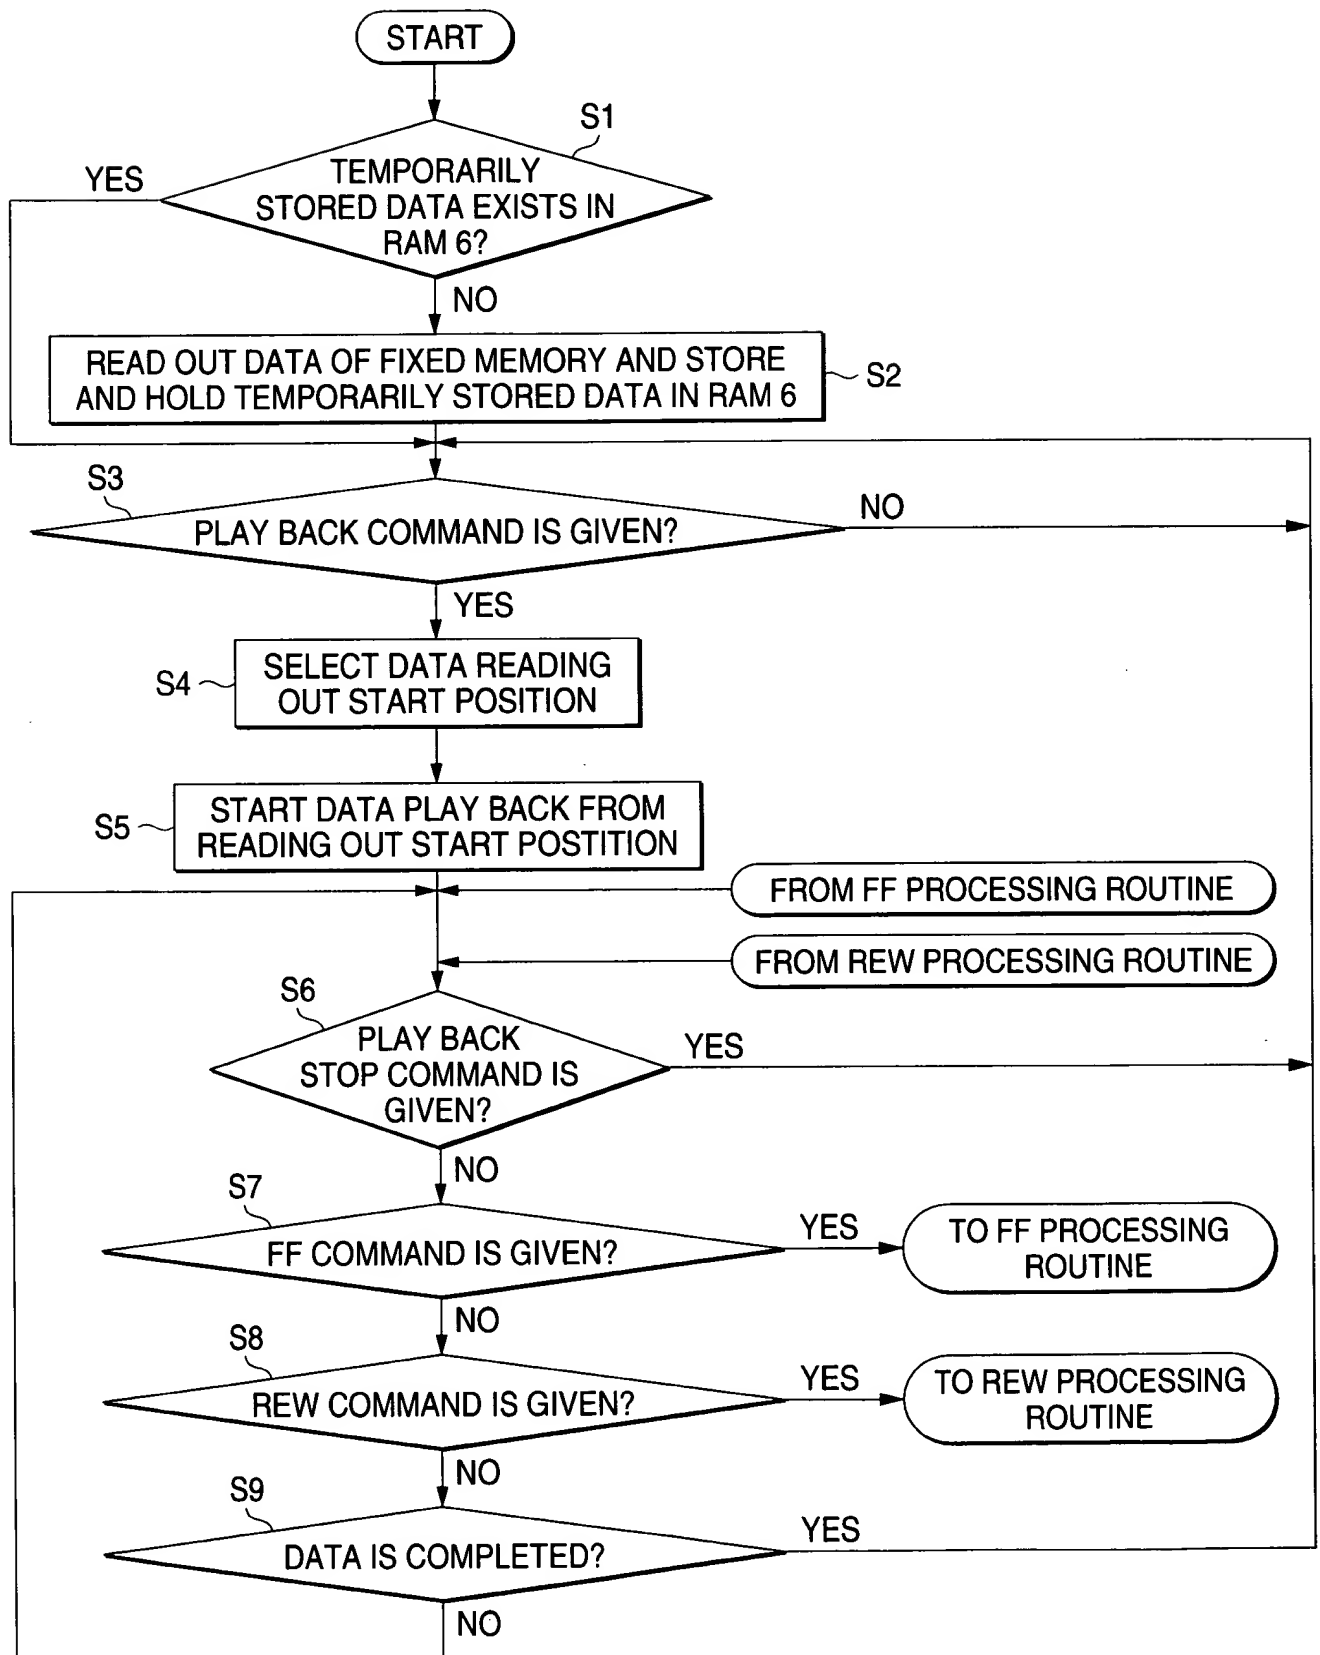 START
S1
YES
TEMPORARILY
STORED DATA EXISTS IN
RAM 6?
NO
READ OUT DATA OF FIXED MEMORY AND STORE
AND HOLD TEMPORARILY STORED DATA IN RAM 6
S2
S3
PLAY BACK COMMAND IS GIVEN?
NO
YES
S4
SELECT DATA READING
OUT START POSITION
S5
START DATA PLAY BACK FROM
READING OUT START POSTITION
FROM FF PROCESSING ROUTINE
FROM REW PROCESSING ROUTINE
S6
PLAY BACK
STOP COMMAND IS
GIVEN?
YES
NO
S7
FF COMMAND IS GIVEN?
YES
TO FF PROCESSING
ROUTINE
NO
S8
REW COMMAND IS GIVEN?
YES
TO REW PROCESSING
ROUTINE
NO
S9
DATA IS COMPLETED?
YES
NO